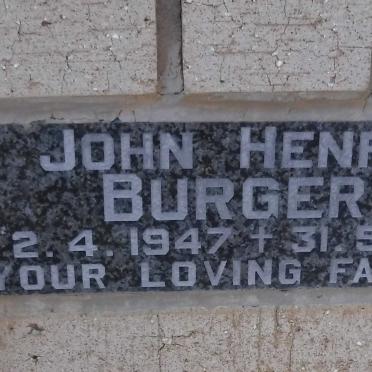 JOHN HENR
BURGER
2.4.1947 + 31.5
YOUR LOVING FA